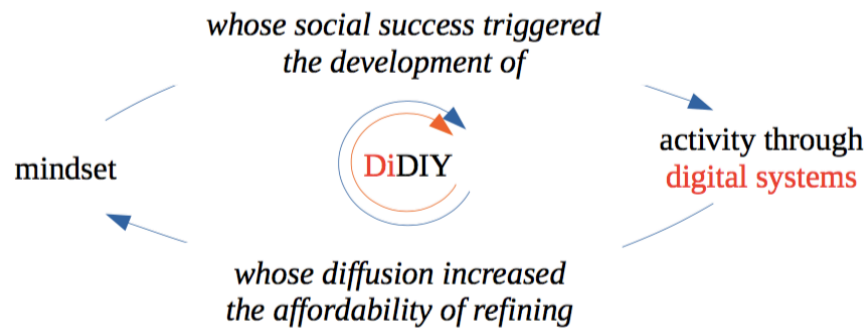 whose social success triggered
the development of
mindset
DiDIY
activity through
digital systems
whose diffusion increased
the affordability of refining